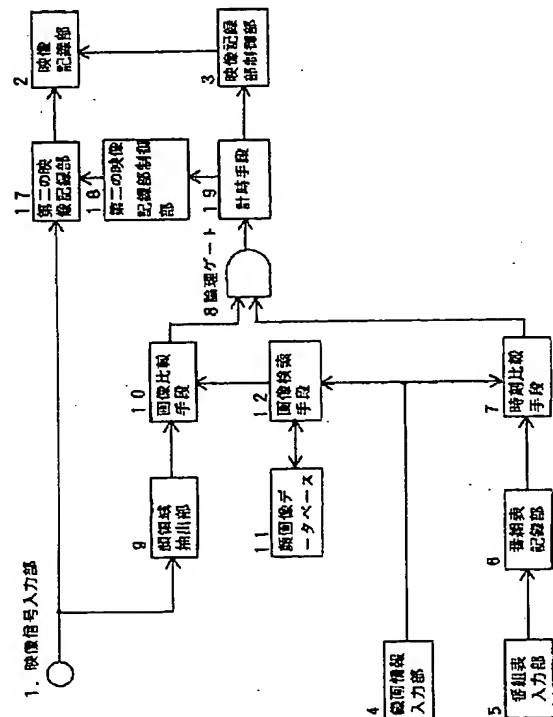 1. 映像信号入力部
17
第二の映
像記録部
2
映像
記録部
18
第二の映像
記録部制御
部
3
映像記録
部制御部
19
計時手段
8 論理ゲート
9
顔領域
抽出部
10
画像比較
手段
11
顔画像デ
ータベース
12
画像検索
手段
4
録画情報
入力部
5
番組表
入力部
6
番組表
記録部
7
時刻比較
手段